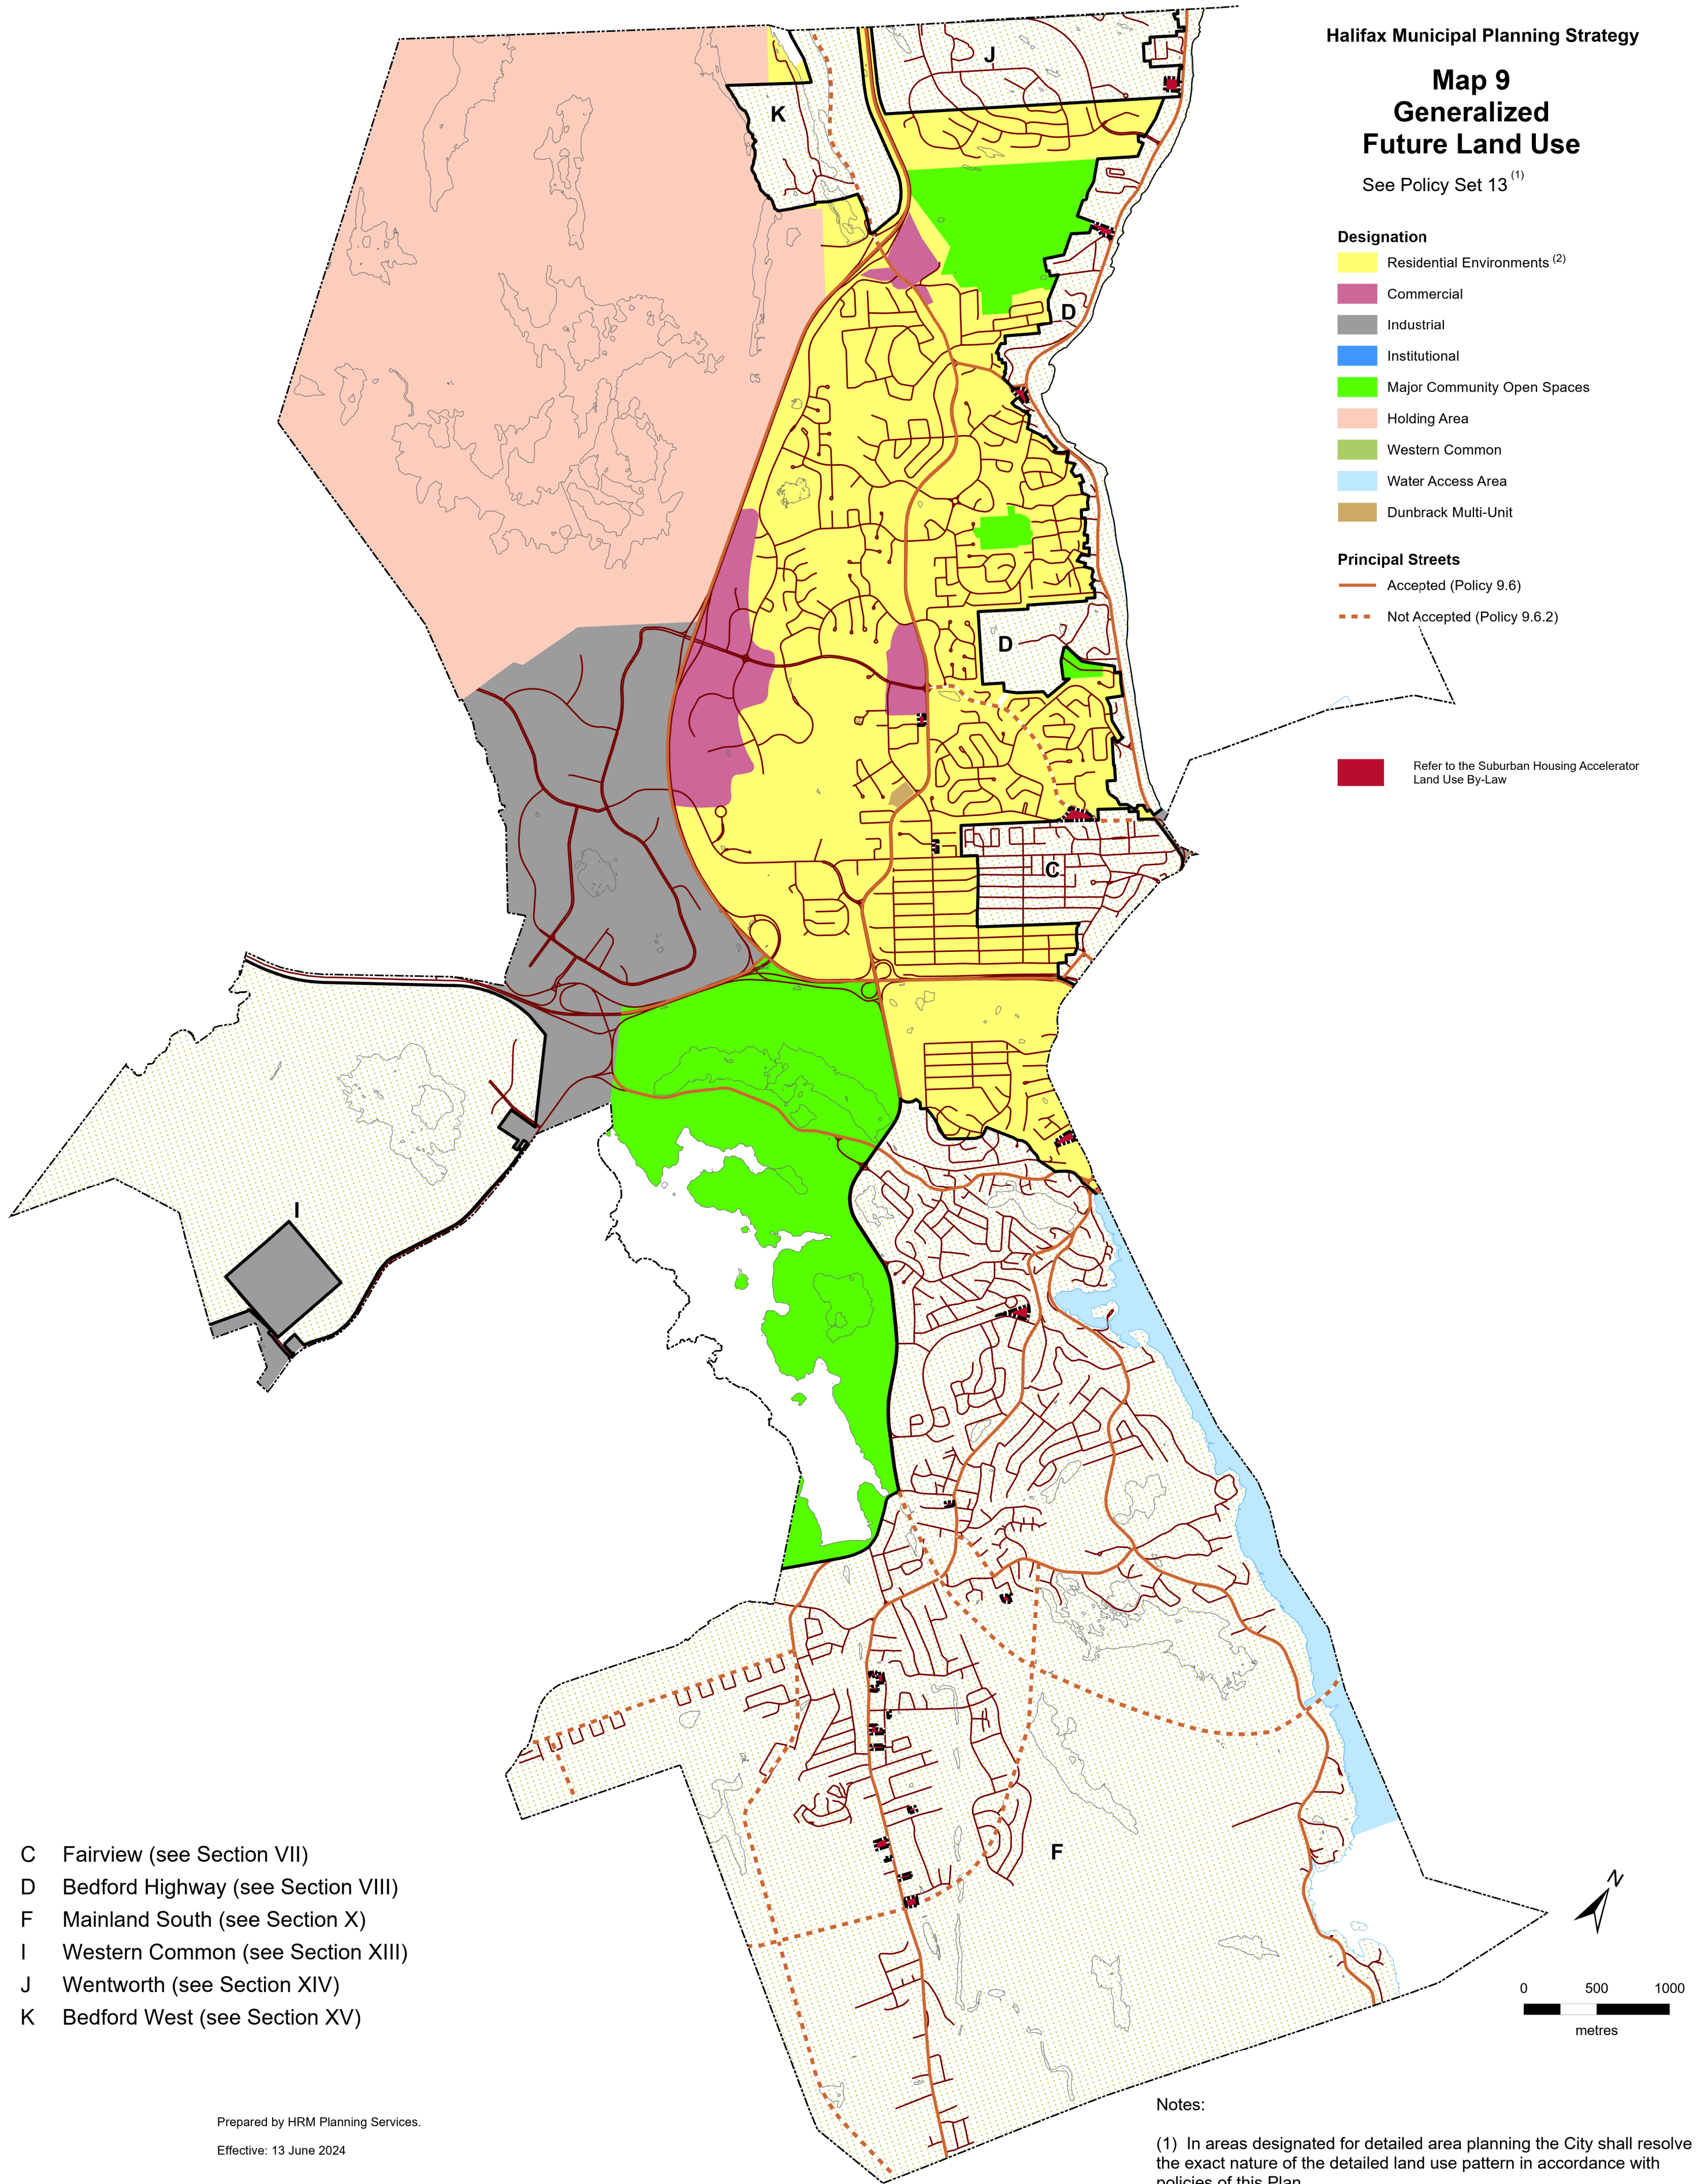 Halifax Municipal Planning Strategy
Map 9
Generalized
Future Land Use
See Policy Set 13 (1)
Designation
Residential Environments (2)
Commercial
Industrial
Institutional
Major Community Open Spaces
Holding Area
Western Common
Water Access Area
Dunbrack Multi-Unit
Principal Streets
Accepted (Policy 9.6)
Not Accepted (Policy 9.6.2)
Refer to the Suburban Housing Accelerator
Land Use By-Law
J
K
D
D
C
I
F
C Fairview (see Section VII)
D Bedford Highway (see Section VIII)
F Mainland South (see Section X)
I Western Common (see Section XIII)
J Wentworth (see Section XIV)
K Bedford West (see Section XV)
N
0 500 1000
metres
Prepared by HRM Planning Services.
Effective: 13 June 2024
Notes:
(1) In areas designated for detailed area planning the City shall resolve
the exact nature of the detailed land use pattern in accordance with
policies of this Plan